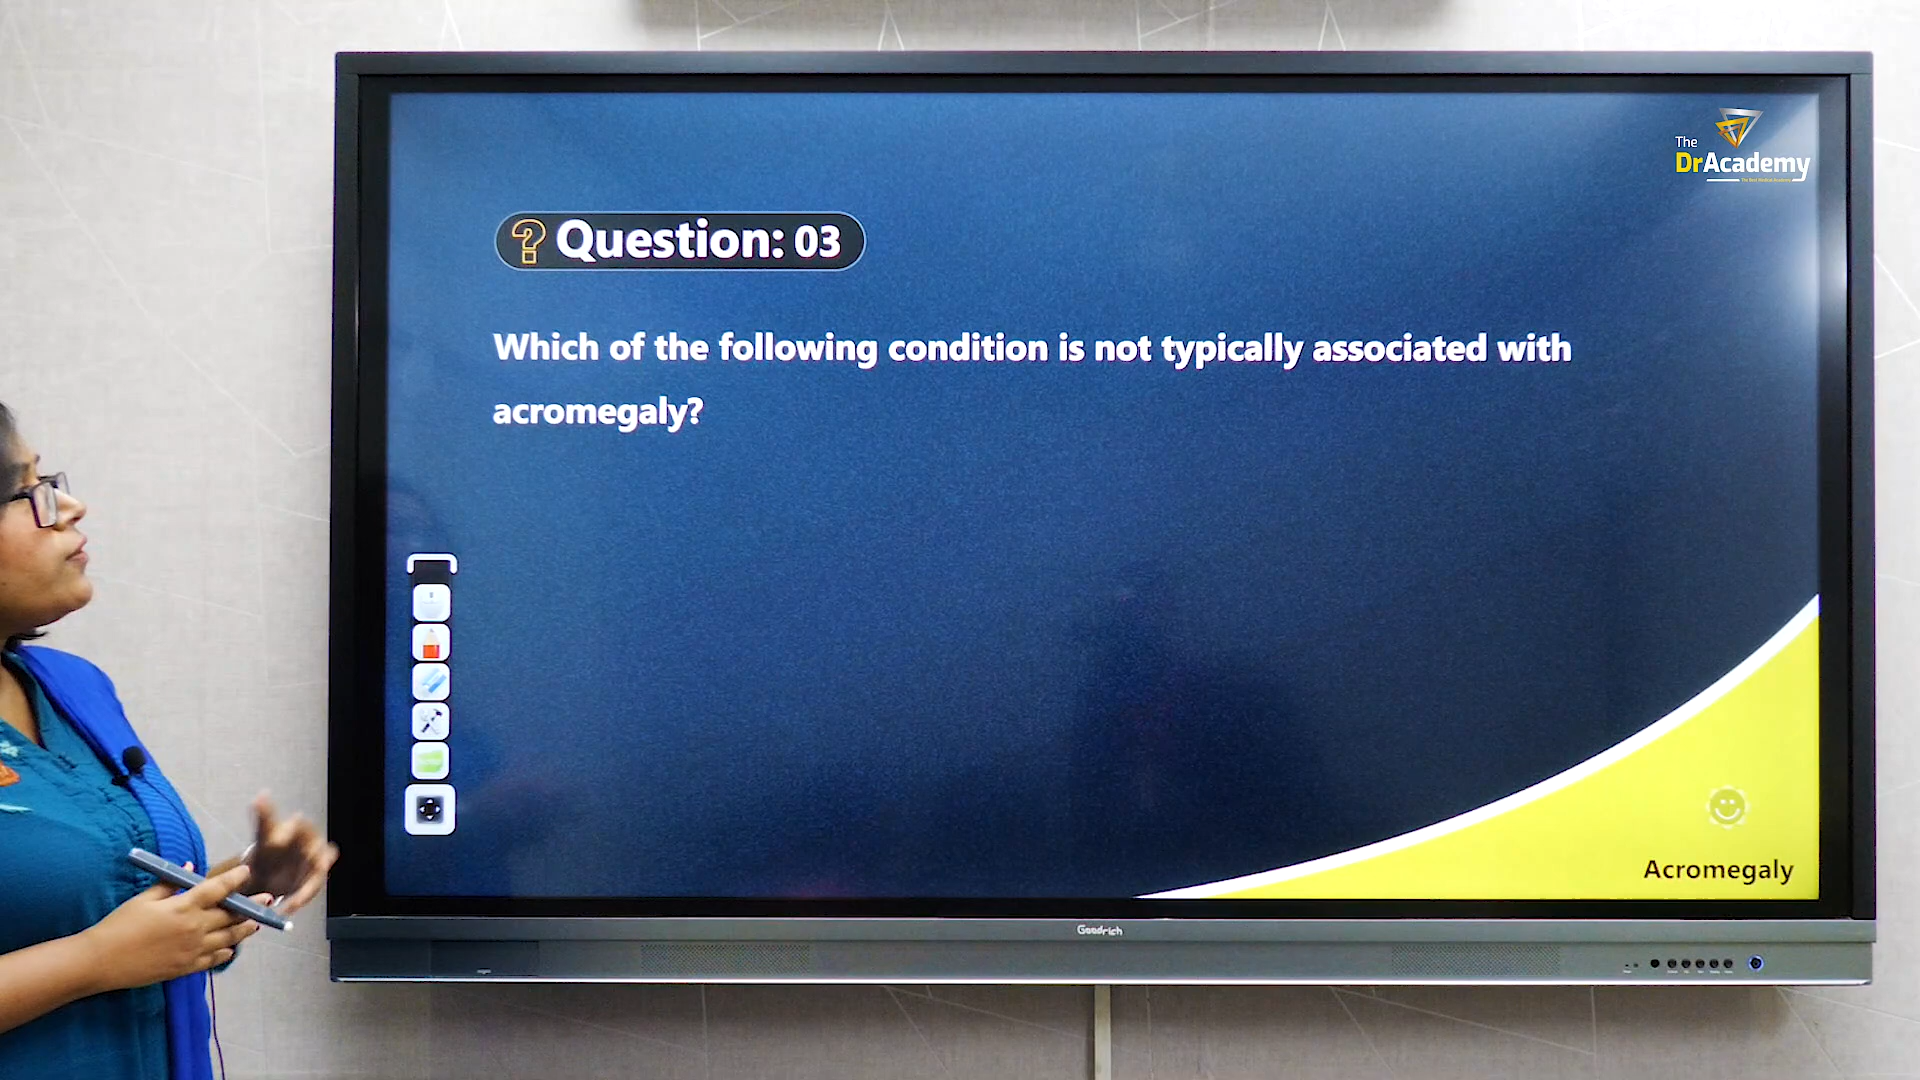 The
DrAcademy
Question: 03
Which of the following condition is not typically associated with
acromegaly?
Acromegaly
Goodrich